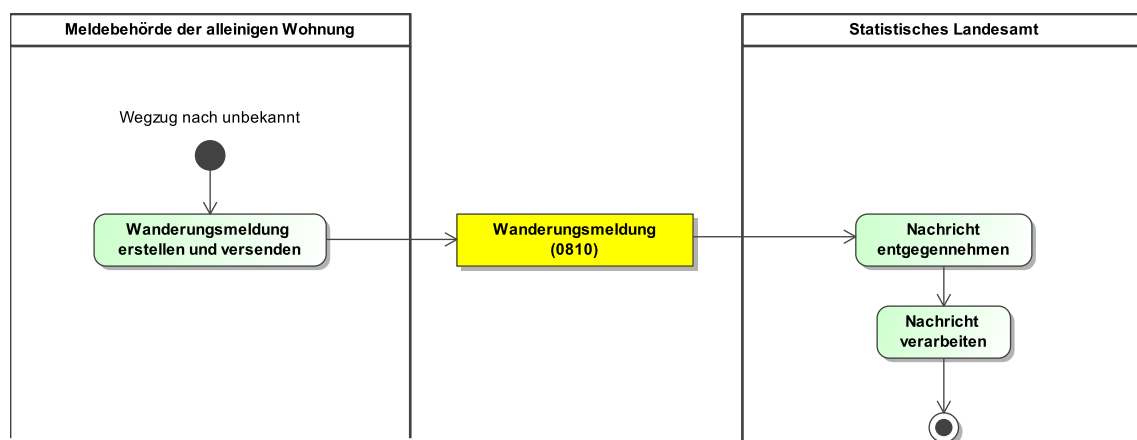 Meldebehörde der alleinigen Wohnung
Statistisches Landesamt
Wegzug nach unbekannt
Wanderungsmeldung
erstellen und versenden
Wanderungsmeldung
(0810)
Nachricht
entgegennehmen
Nachricht
verarbeiten